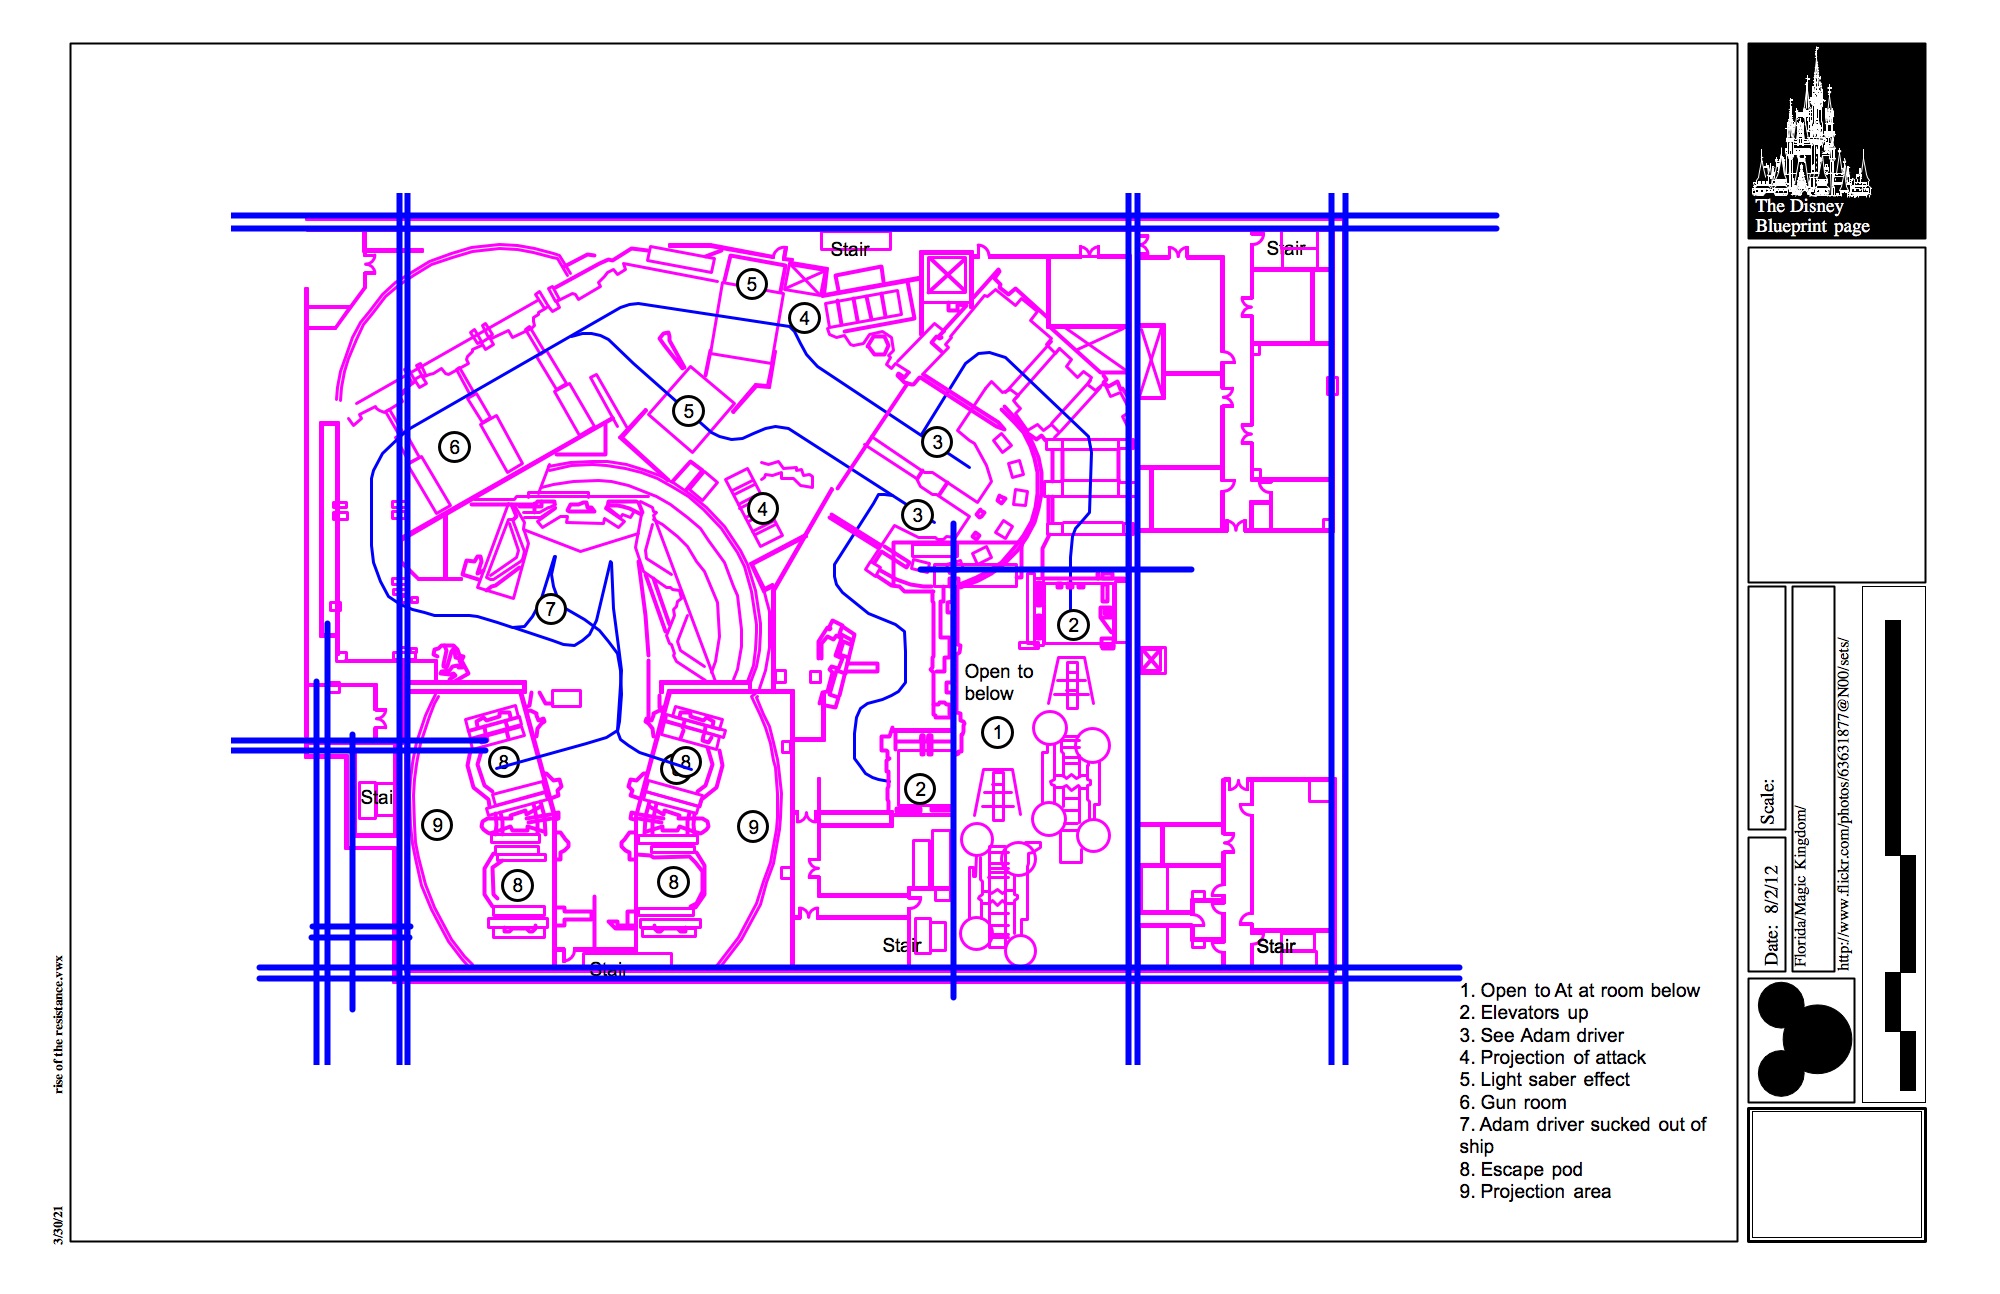 Stair
Stair
5
4
5
3
6
4
3
7
2
Open to
below
1
8
8
2
Stai
9
9
8
8
Stair
Stair
Stair
1. Open to At at room below
2. Elevators up
3. See Adam driver
4. Projection of attack
5. Light saber effect
6. Gun room
7. Adam driver sucked out of
ship
8. Escape pod
9. Projection area
The Disney
Blueprint page
Scale:
Date: 8/2/12
Florida/Magic Kingdom/
http://www.flickr.com/photos/63631877@N00/sets/
rise of the resistance.vwx
3/30/21